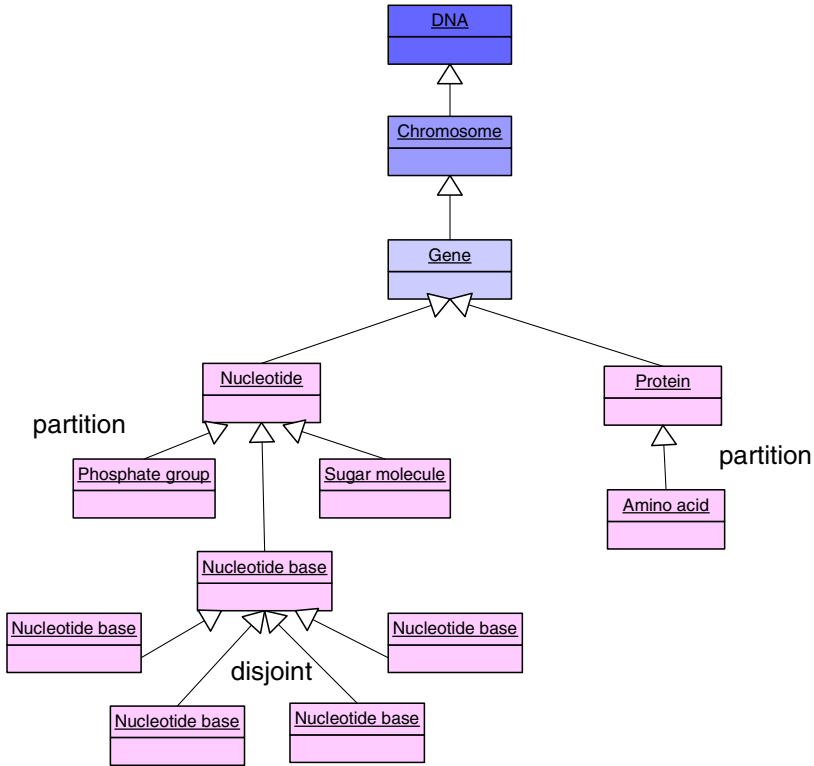 DNA
Chromosome
Gene
Nucleotide
Protein
partition
Phosphate group
Sugar molecule
partition
Amino acid
Nucleotide base
Nucleotide base
Nucleotide base
disjoint
Nucleotide base
Nucleotide base